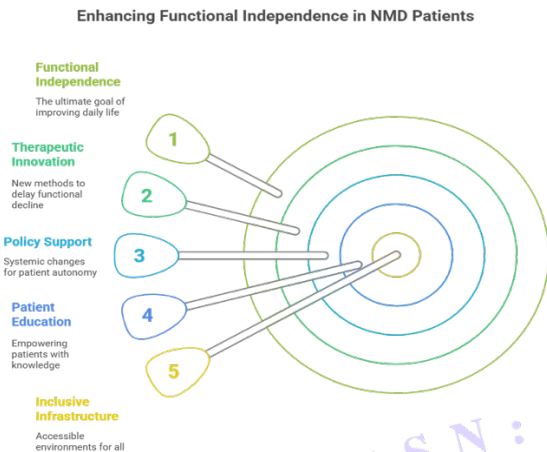 Enhancing Functional Independence in NMD Patients
Functional
Independence
The ultimate goal of
improving daily life
1
Therapeutic
Innovation
New methods to
delay functional
decline
2
Policy Support
Systemic changes
for patient autonomy
3
Patient
Education
Empowering
patients with
knowledge
4
5
Inclusive
Infrastructure
Accessible
environments for all
S N :